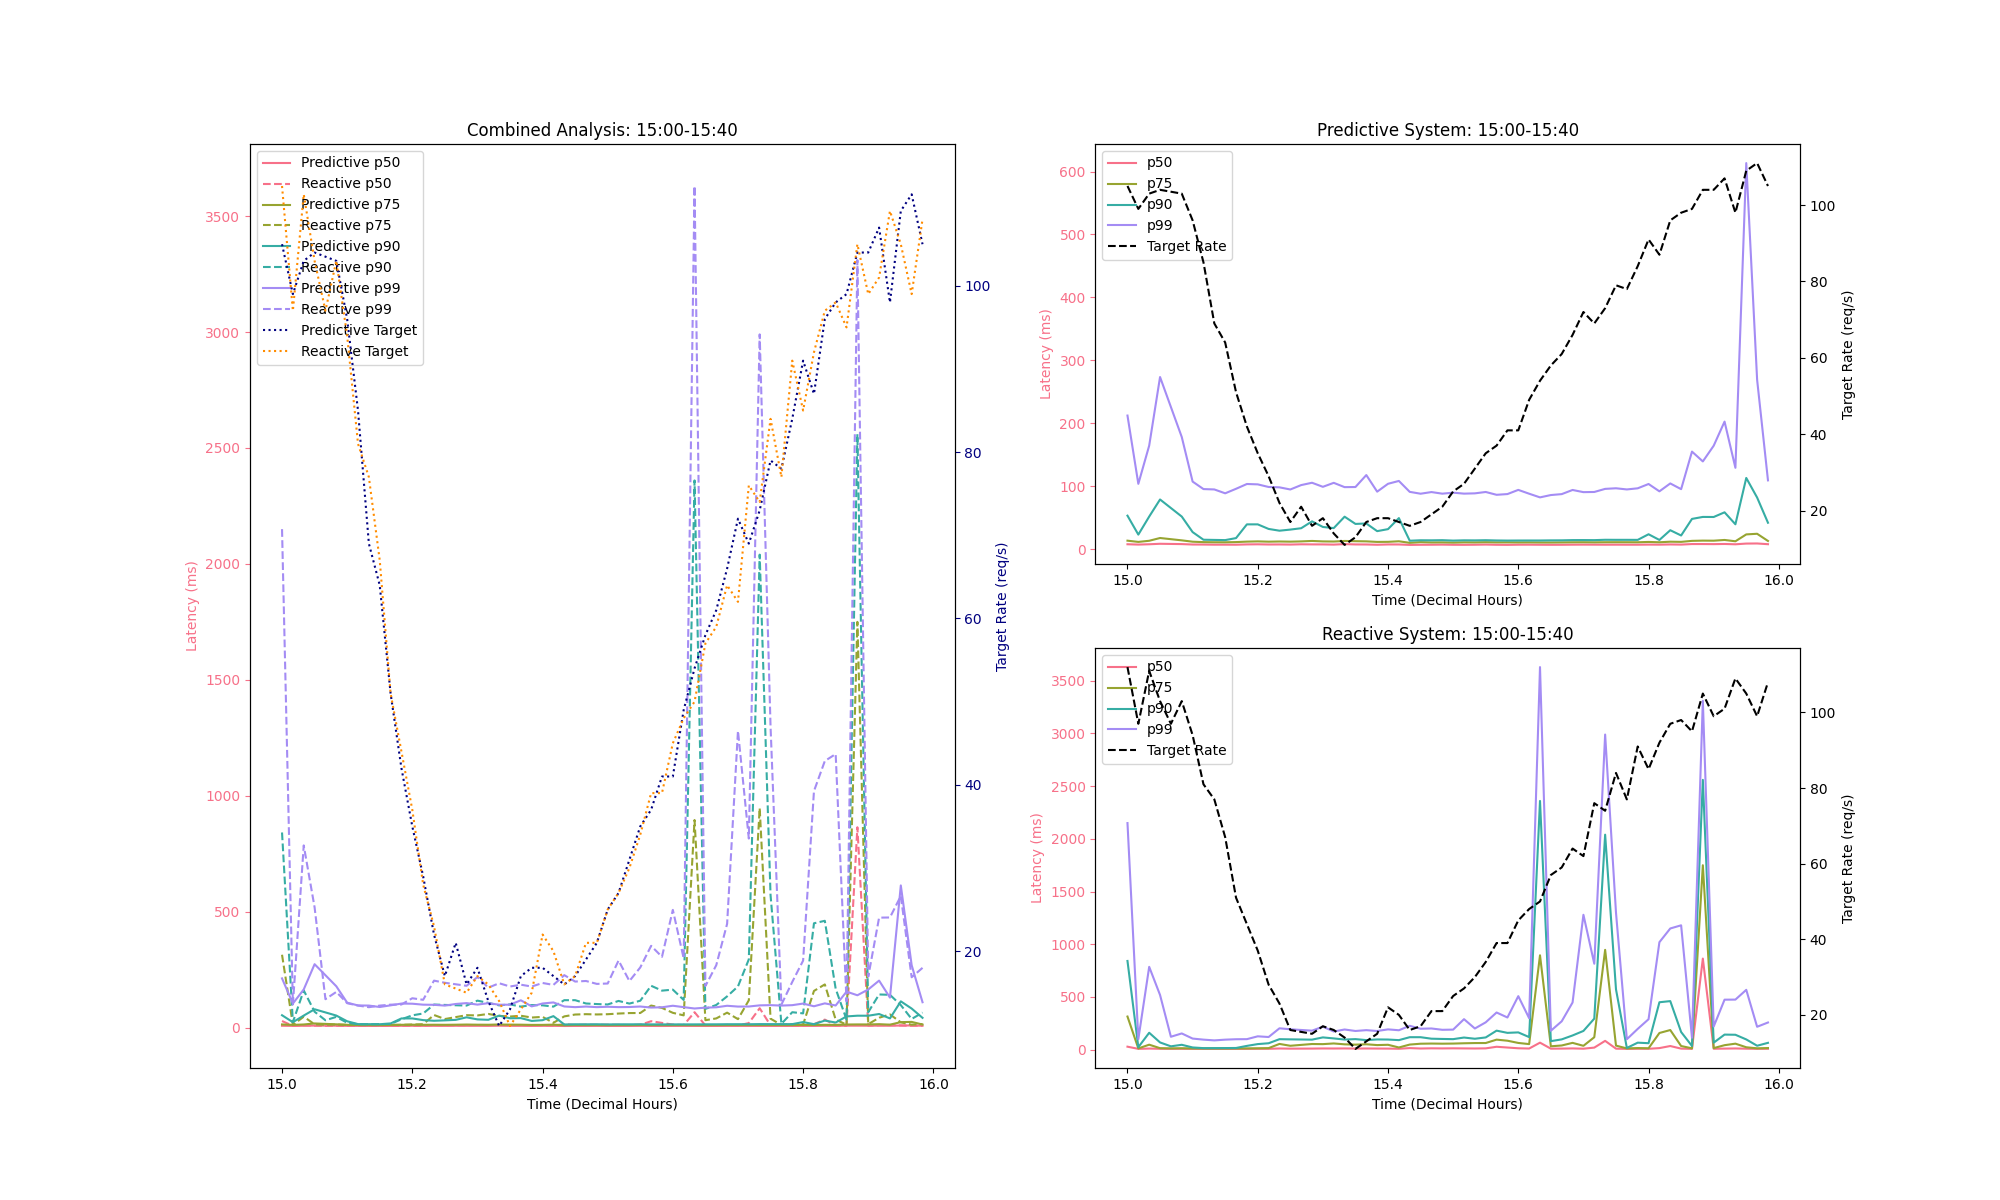 Combined Analysis: 15:00-15:40
Predictive p50
Reactive p50
Predictive p75
Reactive p75
Predictive p90
Reactive p90
Predictive p99
Reactive p99
Predictive Target
Reactive Target
3500
3000
2500
2000
1500
1000
500
0
Latency (ms)
100
80
60
40
20
Target Rate (req/s)
15.0 15.2 15.4 15.6 15.8 16.0
Time (Decimal Hours)
Predictive System: 15:00-15:40
p50
p75
p90
p99
Target Rate
600
500
400
300
200
100
0
Latency (ms)
100
80
60
40
20
Target Rate (req/s)
15.0 15.2 15.4 15.6 15.8 16.0
Time (Decimal Hours)
Reactive System: 15:00-15:40
p50
p75
p90
p99
Target Rate
3500
3000
2500
2000
1500
1000
500
0
Latency (ms)
100
80
60
40
20
Target Rate (req/s)
15.0 15.2 15.4 15.6 15.8 16.0
Time (Decimal Hours)